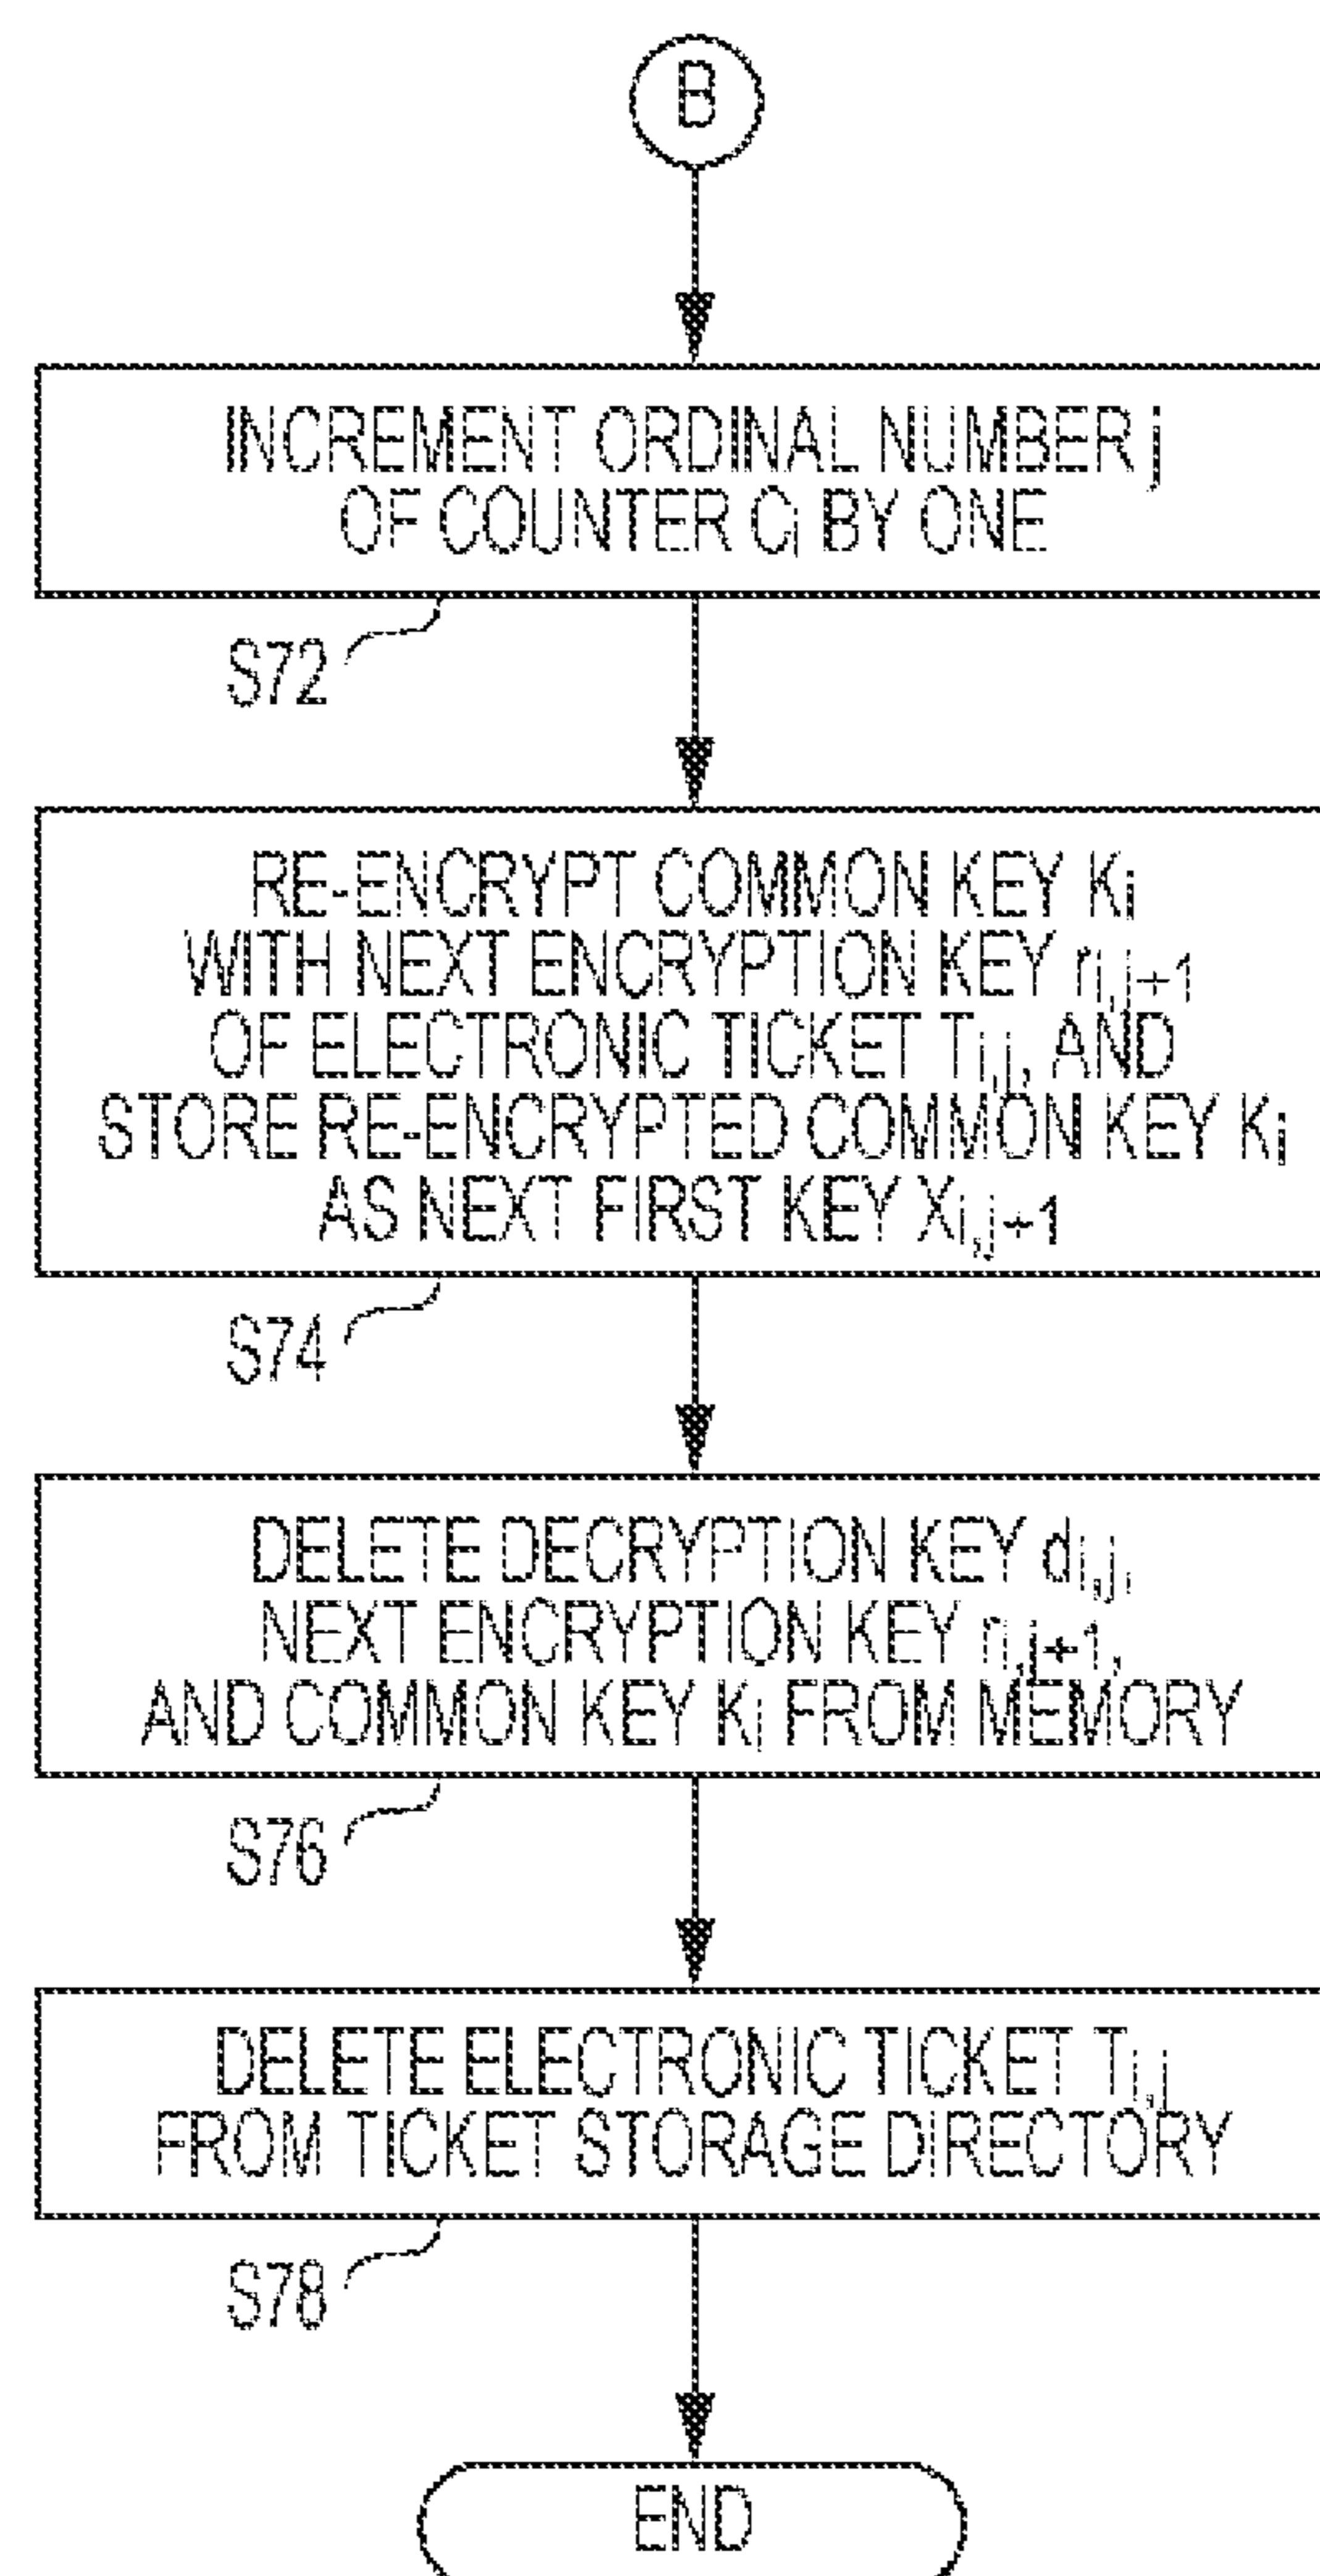 B
INCREMENT ORDINAL NUMBER j
OF COUNTER Ci BY ONE
S72
RE-ENCRYPT COMMON KEY Ki
WITH NEXT ENCRYPTION KEY ri,j+1
OF ELECTRONIC TICKET Ti,j, AND
STORE RE-ENCRYPTED COMMON KEY Ki
AS NEXT FIRST KEY Xi,j+1
S74
DELETE DECRYPTION KEY di,j,
NEXT ENCRYPTION KEY ri,j+1,
AND COMMON KEY Ki FROM MEMORY
S76
DELETE ELECTRONIC TICKET Ti,j
FROM TICKET STORAGE DIRECTORY
S78
END